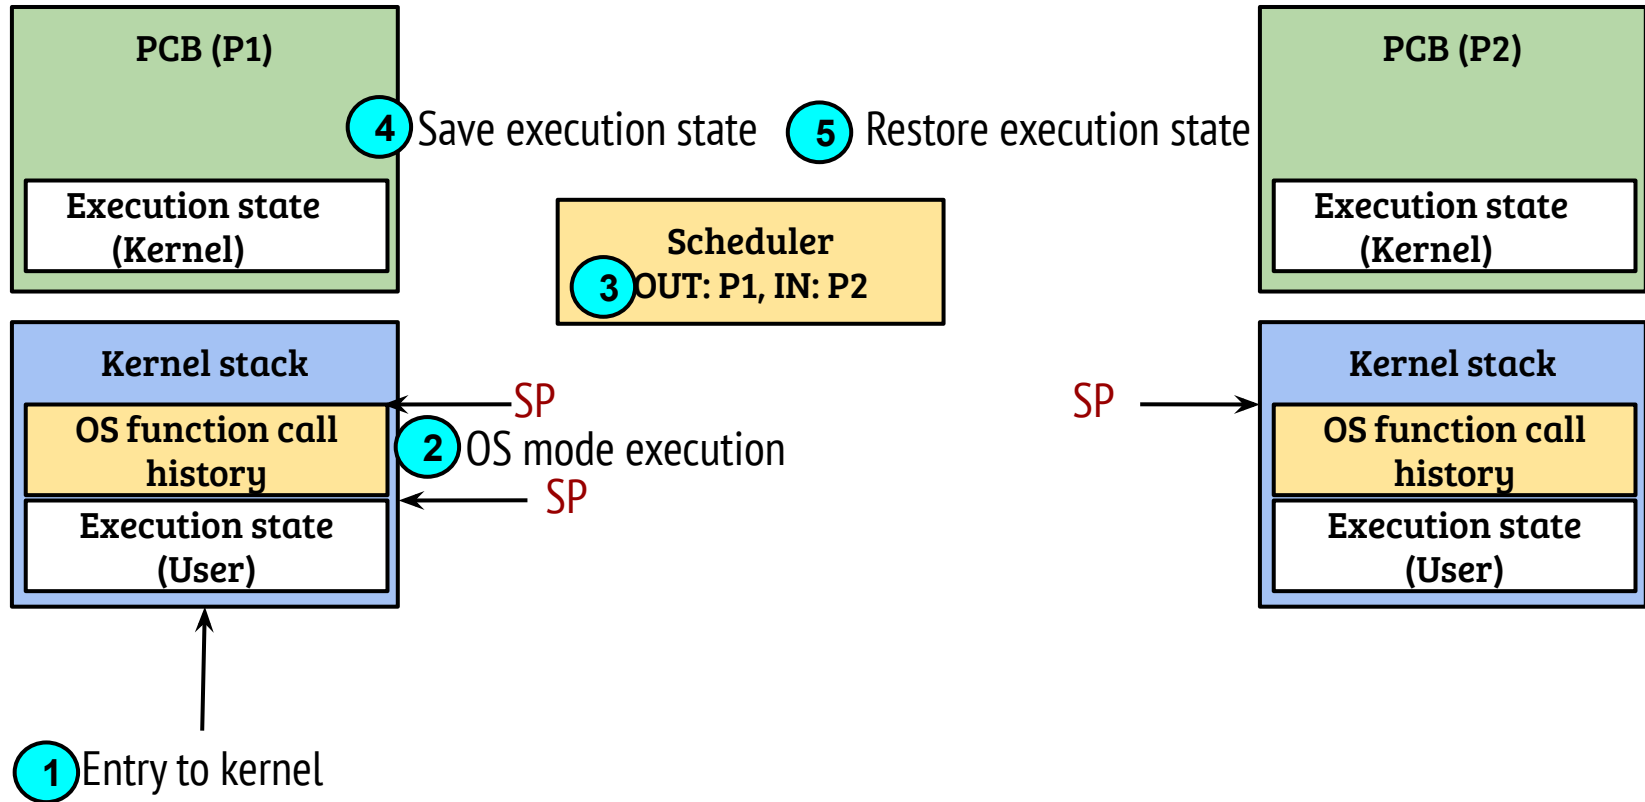 PCB (P1)
PCB (P2)
4 Save execution state
5 Restore execution state
Execution state
(Kernel)
Scheduler
3 OUT: P1, IN: P2
Execution state
(Kernel)
Kernel stack
SP
OS function call
history
2 OS mode execution
SP
Execution state
(User)
SP
Kernel stack
OS function call
history
Execution state
(User)
1 Entry to kernel